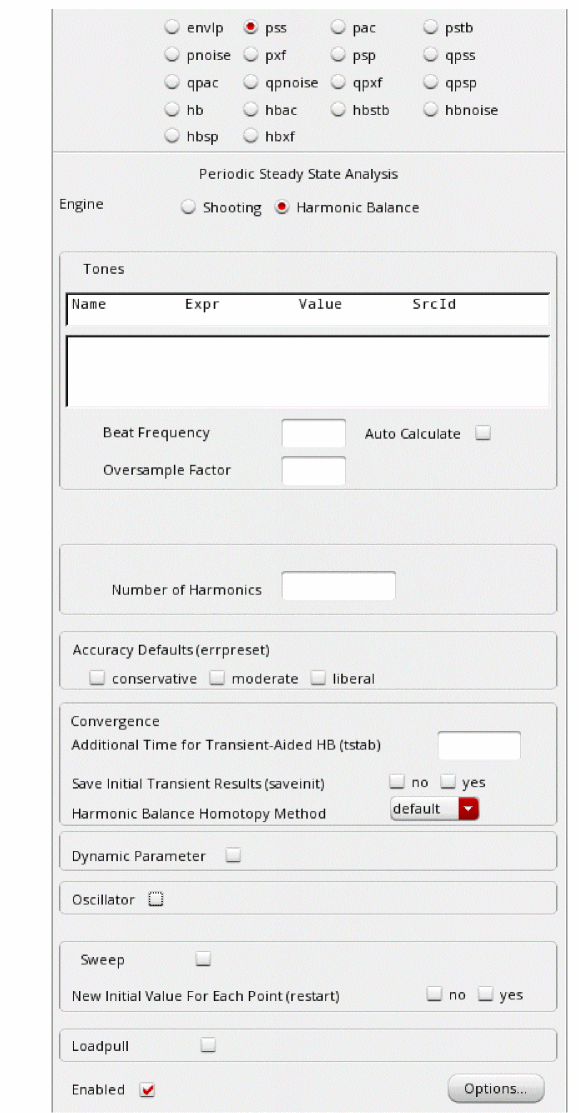 envlp pss pac pstb
pnoise pxf psp qpss
qpac qpnoise qpxf qpsp
hb hbac hbstb hbnoise
hbsp hbxf
Periodic Steady State Analysis
Engine Shooting Harmonic Balance
Tones
Name Expr Value SrcId
Beat Frequency Auto Calculate
Oversample Factor
Number of Harmonics
Accuracy Defaults (errpreset)
conservative moderate liberal
Convergence
Additional Time for Transient-Aided HB (tstab)
Save Initial Transient Results (saveinit) no yes
Harmonic Balance Homotopy Method default
Dynamic Parameter
Oscillator
Sweep
New Initial Value For Each Point (restart) no yes
Loadpull
Enabled Options...